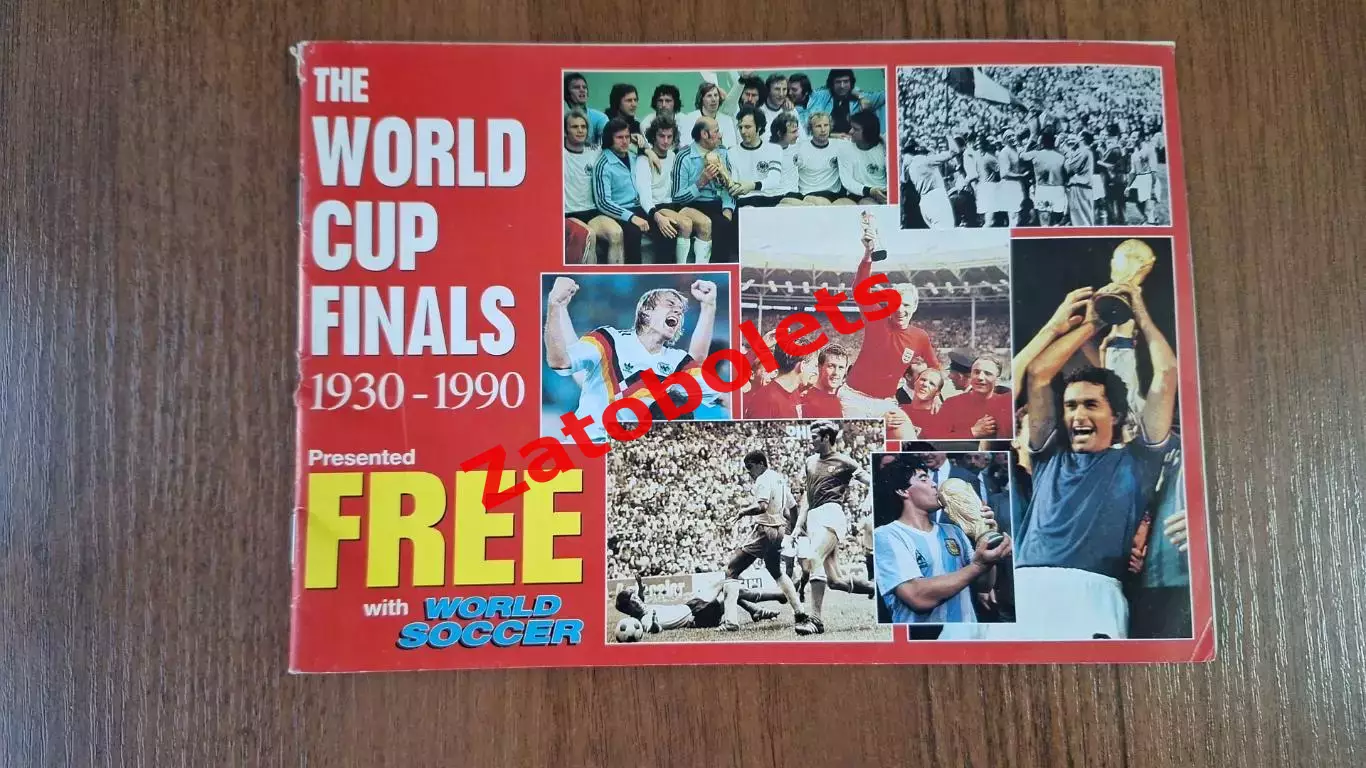 THE
WORLD
CUP
FINALS
1930 - 1990
Presented
FREE
with WORLD
SOCCER
Zatobolets